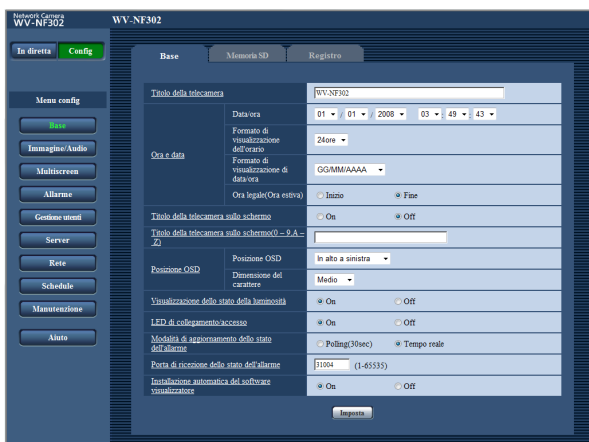 Network Camera
WV-NF302
WV-NF302
In diretta Config
Menu config
Base
Immagine/Audio
Multiscreen
Allarme
Gestione utenti
Server
Rete
Schedule
Manutenzione
Aiuto
Base Memoria SD Registro
Titolo della telecamera WV-NF302
Ora e data
Data/ora 01 / 01 / 2008 03 : 49 : 43
Formato di
visualizzazione
dell'orario
24ore
Formato di
visualizzazione di
data/ora
GG/MM/AAAA
Ora legale(Ora estiva) Inizio Fine
Titolo della telecamera sullo schermo On Off
Titolo della telecamera sullo schermo(0 – 9,A –
Z)
Posizione OSD
Posizione OSD In alto a sinistra
Dimensione del
carattere
Medio
Visualizzazione dello stato della luminosità On Off
LED di collegamento/
accesso
On Off
Modalità di aggiornamento dello stato
dell'allarme
Polling(30sec) Tempo reale
Porta di ricezione dello stato dell'allarme 31004 (1-65535)
Installazione automatica del software
visualizzatore
On Off
Imposta